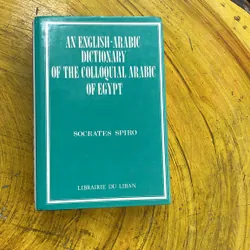 AN ENGLISH-ARABIC
DICTIONARY
OF THE COLLOQUIAL ARABIC
OF EGYPT
SOCRATES SPIRO
LIBRAIRIE DU LIBAN